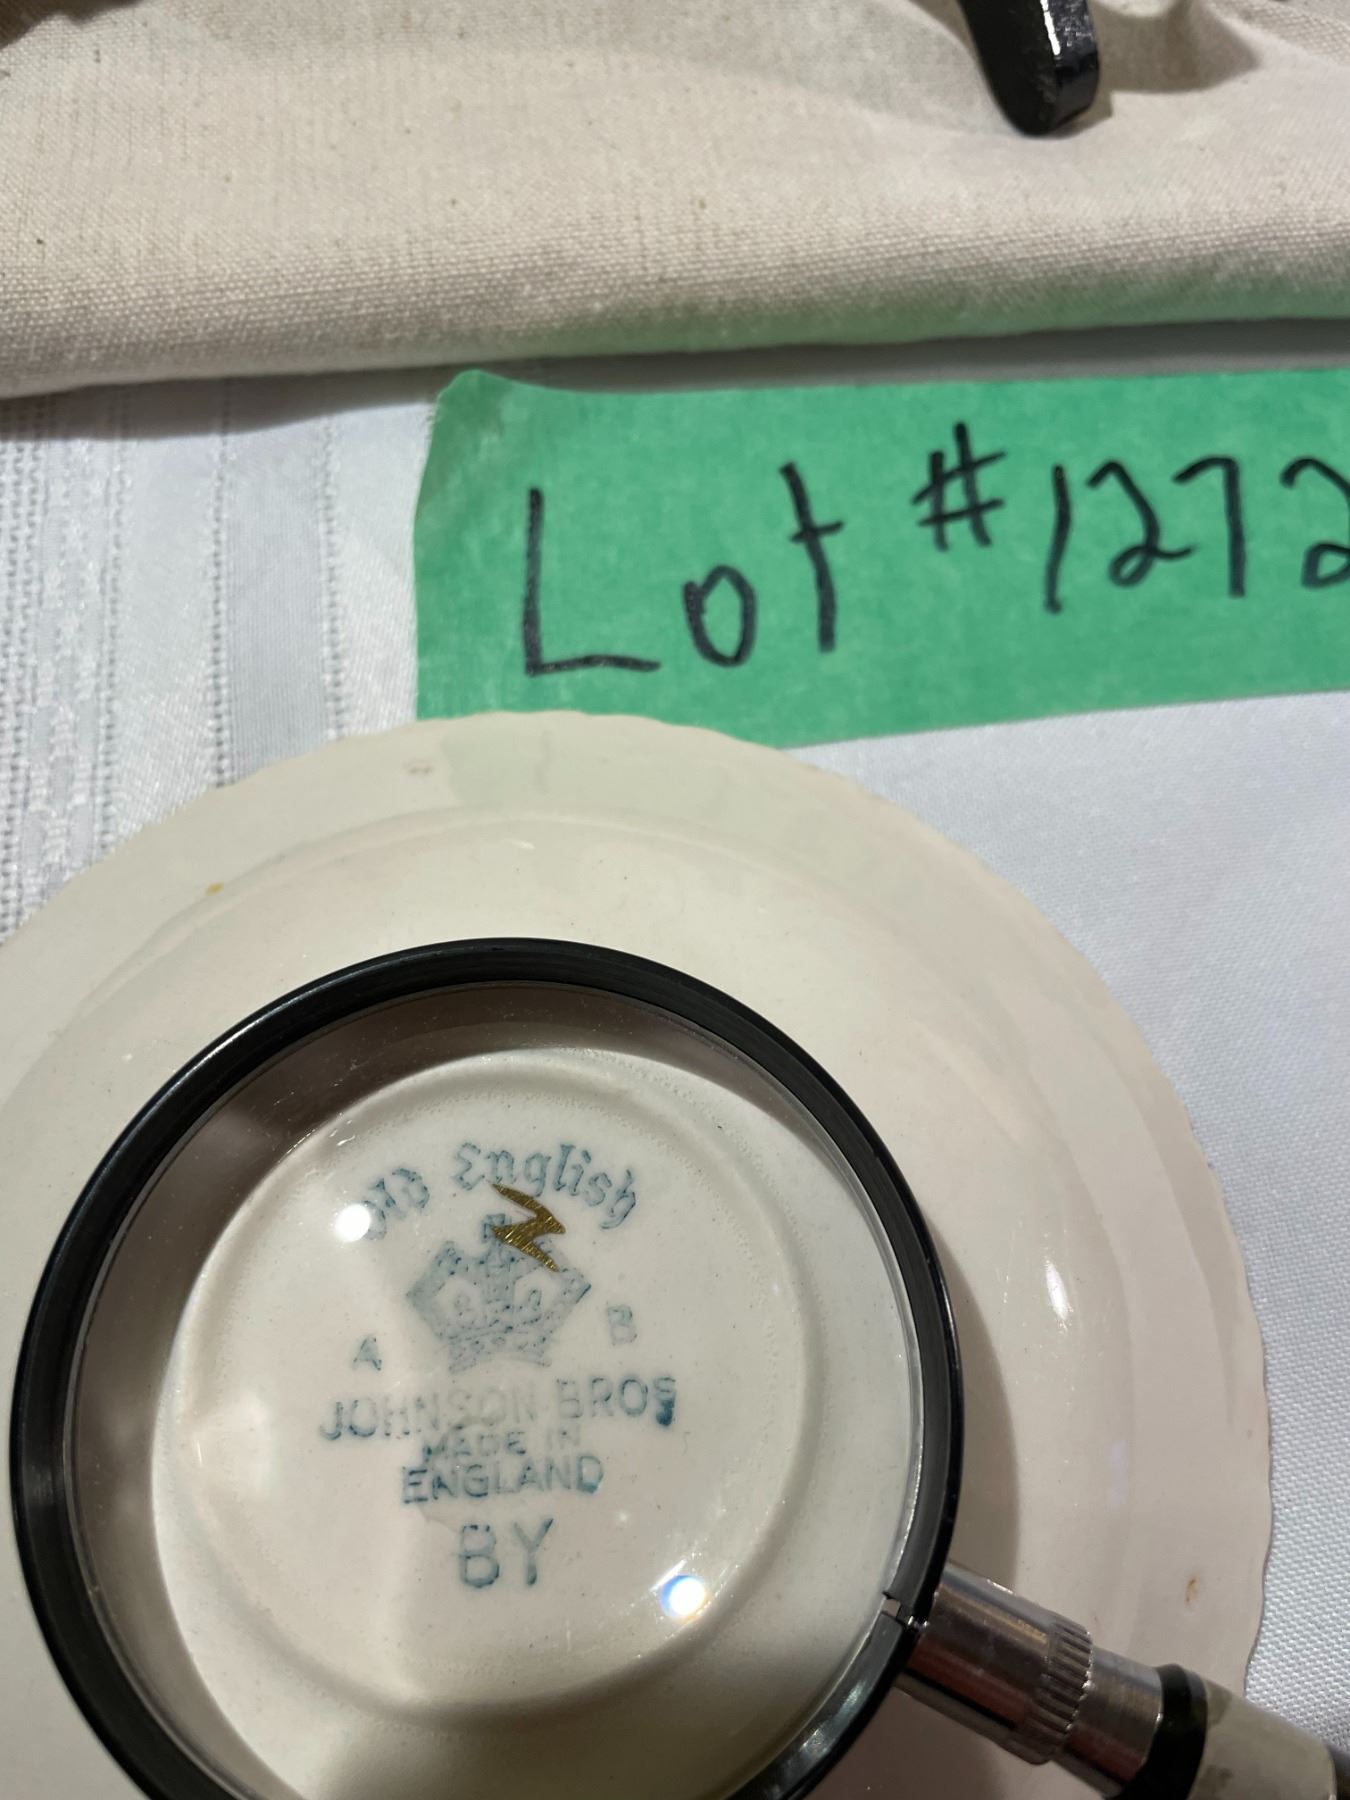 Lot #1272
Old English
A B
JOHNSON BROS
MADE IN
ENGLAND
BY